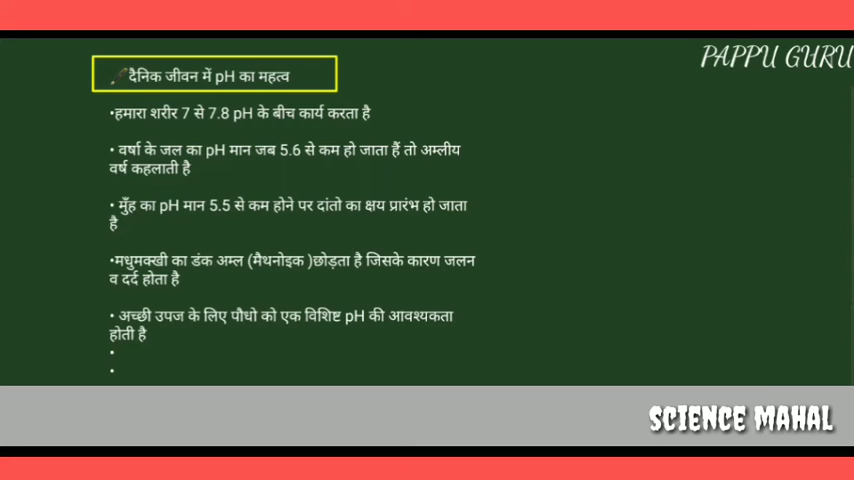 PAPPU GURU
दैनिक जीवन में pH का महत्व
•हमारा शरीर 7 से 7.8 pH के बीच कार्य करता है
• वर्षा के जल का pH मान जब 5.6 से कम हो जाता हैं तो अम्लीय
वर्ष कहलाती है
• मुँह का pH मान 5.5 से कम होने पर दांतो का क्षय प्रारंभ हो जाता
है
•मधुमक्खी का डंक अम्ल (मैथनोइक )छोड़ता है जिसके कारण जलन
व दर्द होता है
• अच्छी उपज के लिए पौधो को एक विशिष्ट pH की आवश्यकता
होती है
•
•
SCIENCE MAHAL